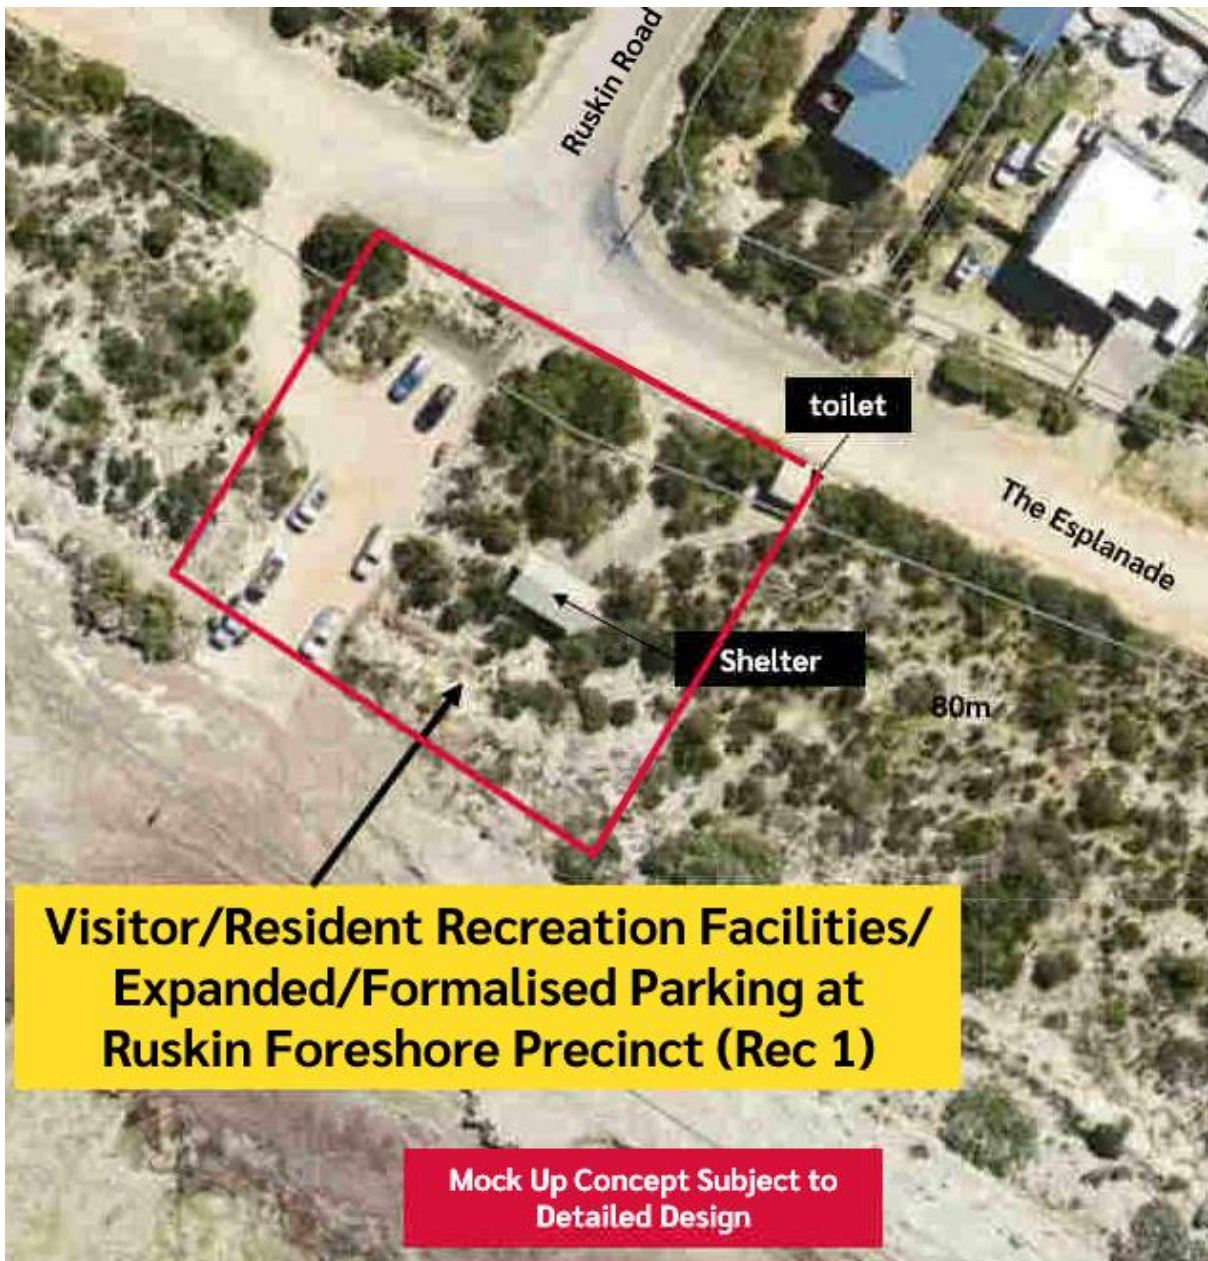 Ruskin Road
toilet
The Esplanade
Shelter
80m
Visitor/Resident Recreation Facilities/
Expanded/Formalised Parking at
Ruskin Foreshore Precinct (Rec 1)
Mock Up Concept Subject to
Detailed Design